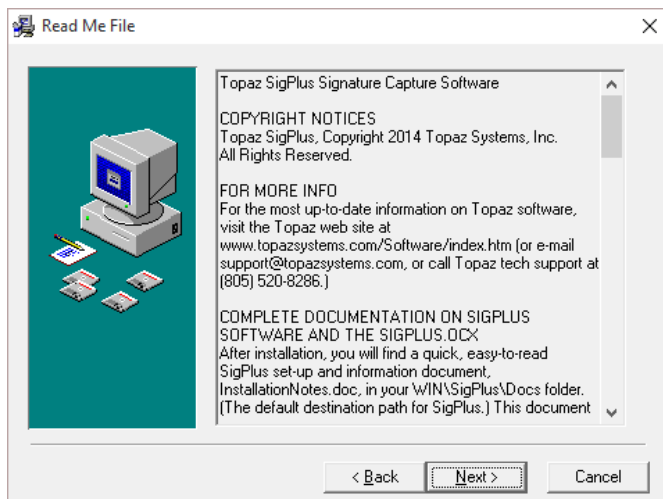 Read Me File
Topaz SigPlus Signature Capture Software
COPYRIGHT NOTICES
Topaz SigPlus, Copyright 2014 Topaz Systems, Inc.
All Rights Reserved.
FOR MORE INFO
For the most up-to-date information on Topaz software,
visit the Topaz web site at
www.topazsystems.com/Software/index.htm (or e-mail
support@topazsystems.com, or call Topaz tech support at
(805) 520-8286.)
COMPLETE DOCUMENTATION ON SIGPLUS
SOFTWARE AND THE SIGPLUS.OCX
After installation, you will find a quick, easy-to-read
SigPlus set-up and information document,
InstallationNotes.doc, in your WIN\SigPlus\Docs folder.
(The default destination path for SigPlus.) This document
< Back
Next >
Cancel